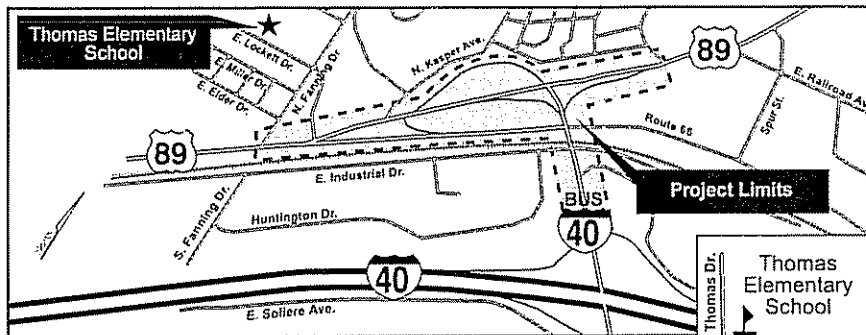 Thomas Elementary
School
E. Lockett Dr.
E. Miller Dr.
E. Elder Dr.
N. Fanning Dr.
N. Kasper Ave.
89
E. Railroad Av
Spur St.
Route 66
89
E. Industrial Dr.
Project Limits
S. Fanning Dr.
Huntington Dr.
BUS
40
40
E. Soliere Ave.
Thomas Dr.
Thomas
Elementary
School